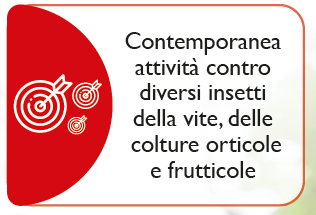 Contemporanea
attività contro
diversi insetti
della vite, delle
colture orticole
e frutticole